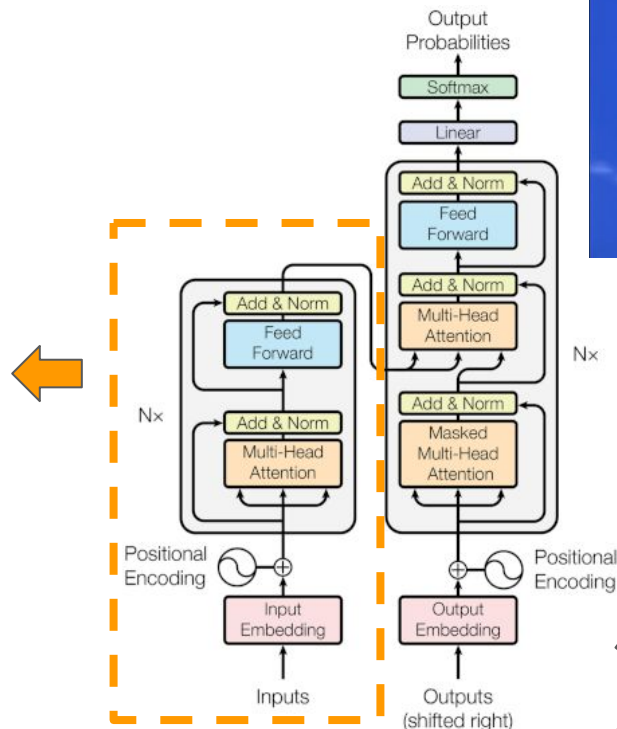 Output
Probabilities
Softmax
Linear
Add & Norm
Feed
Forward
Add & Norm
Multi-Head
Attention
Nx
Add & Norm
Masked
Multi-Head
Attention
Positional
Encoding
Output
Embedding
Outputs
(shifted right)
Add & Norm
Feed
Forward
Nx
Add & Norm
Multi-Head
Attention
Positional
Encoding
Input
Embedding
Inputs